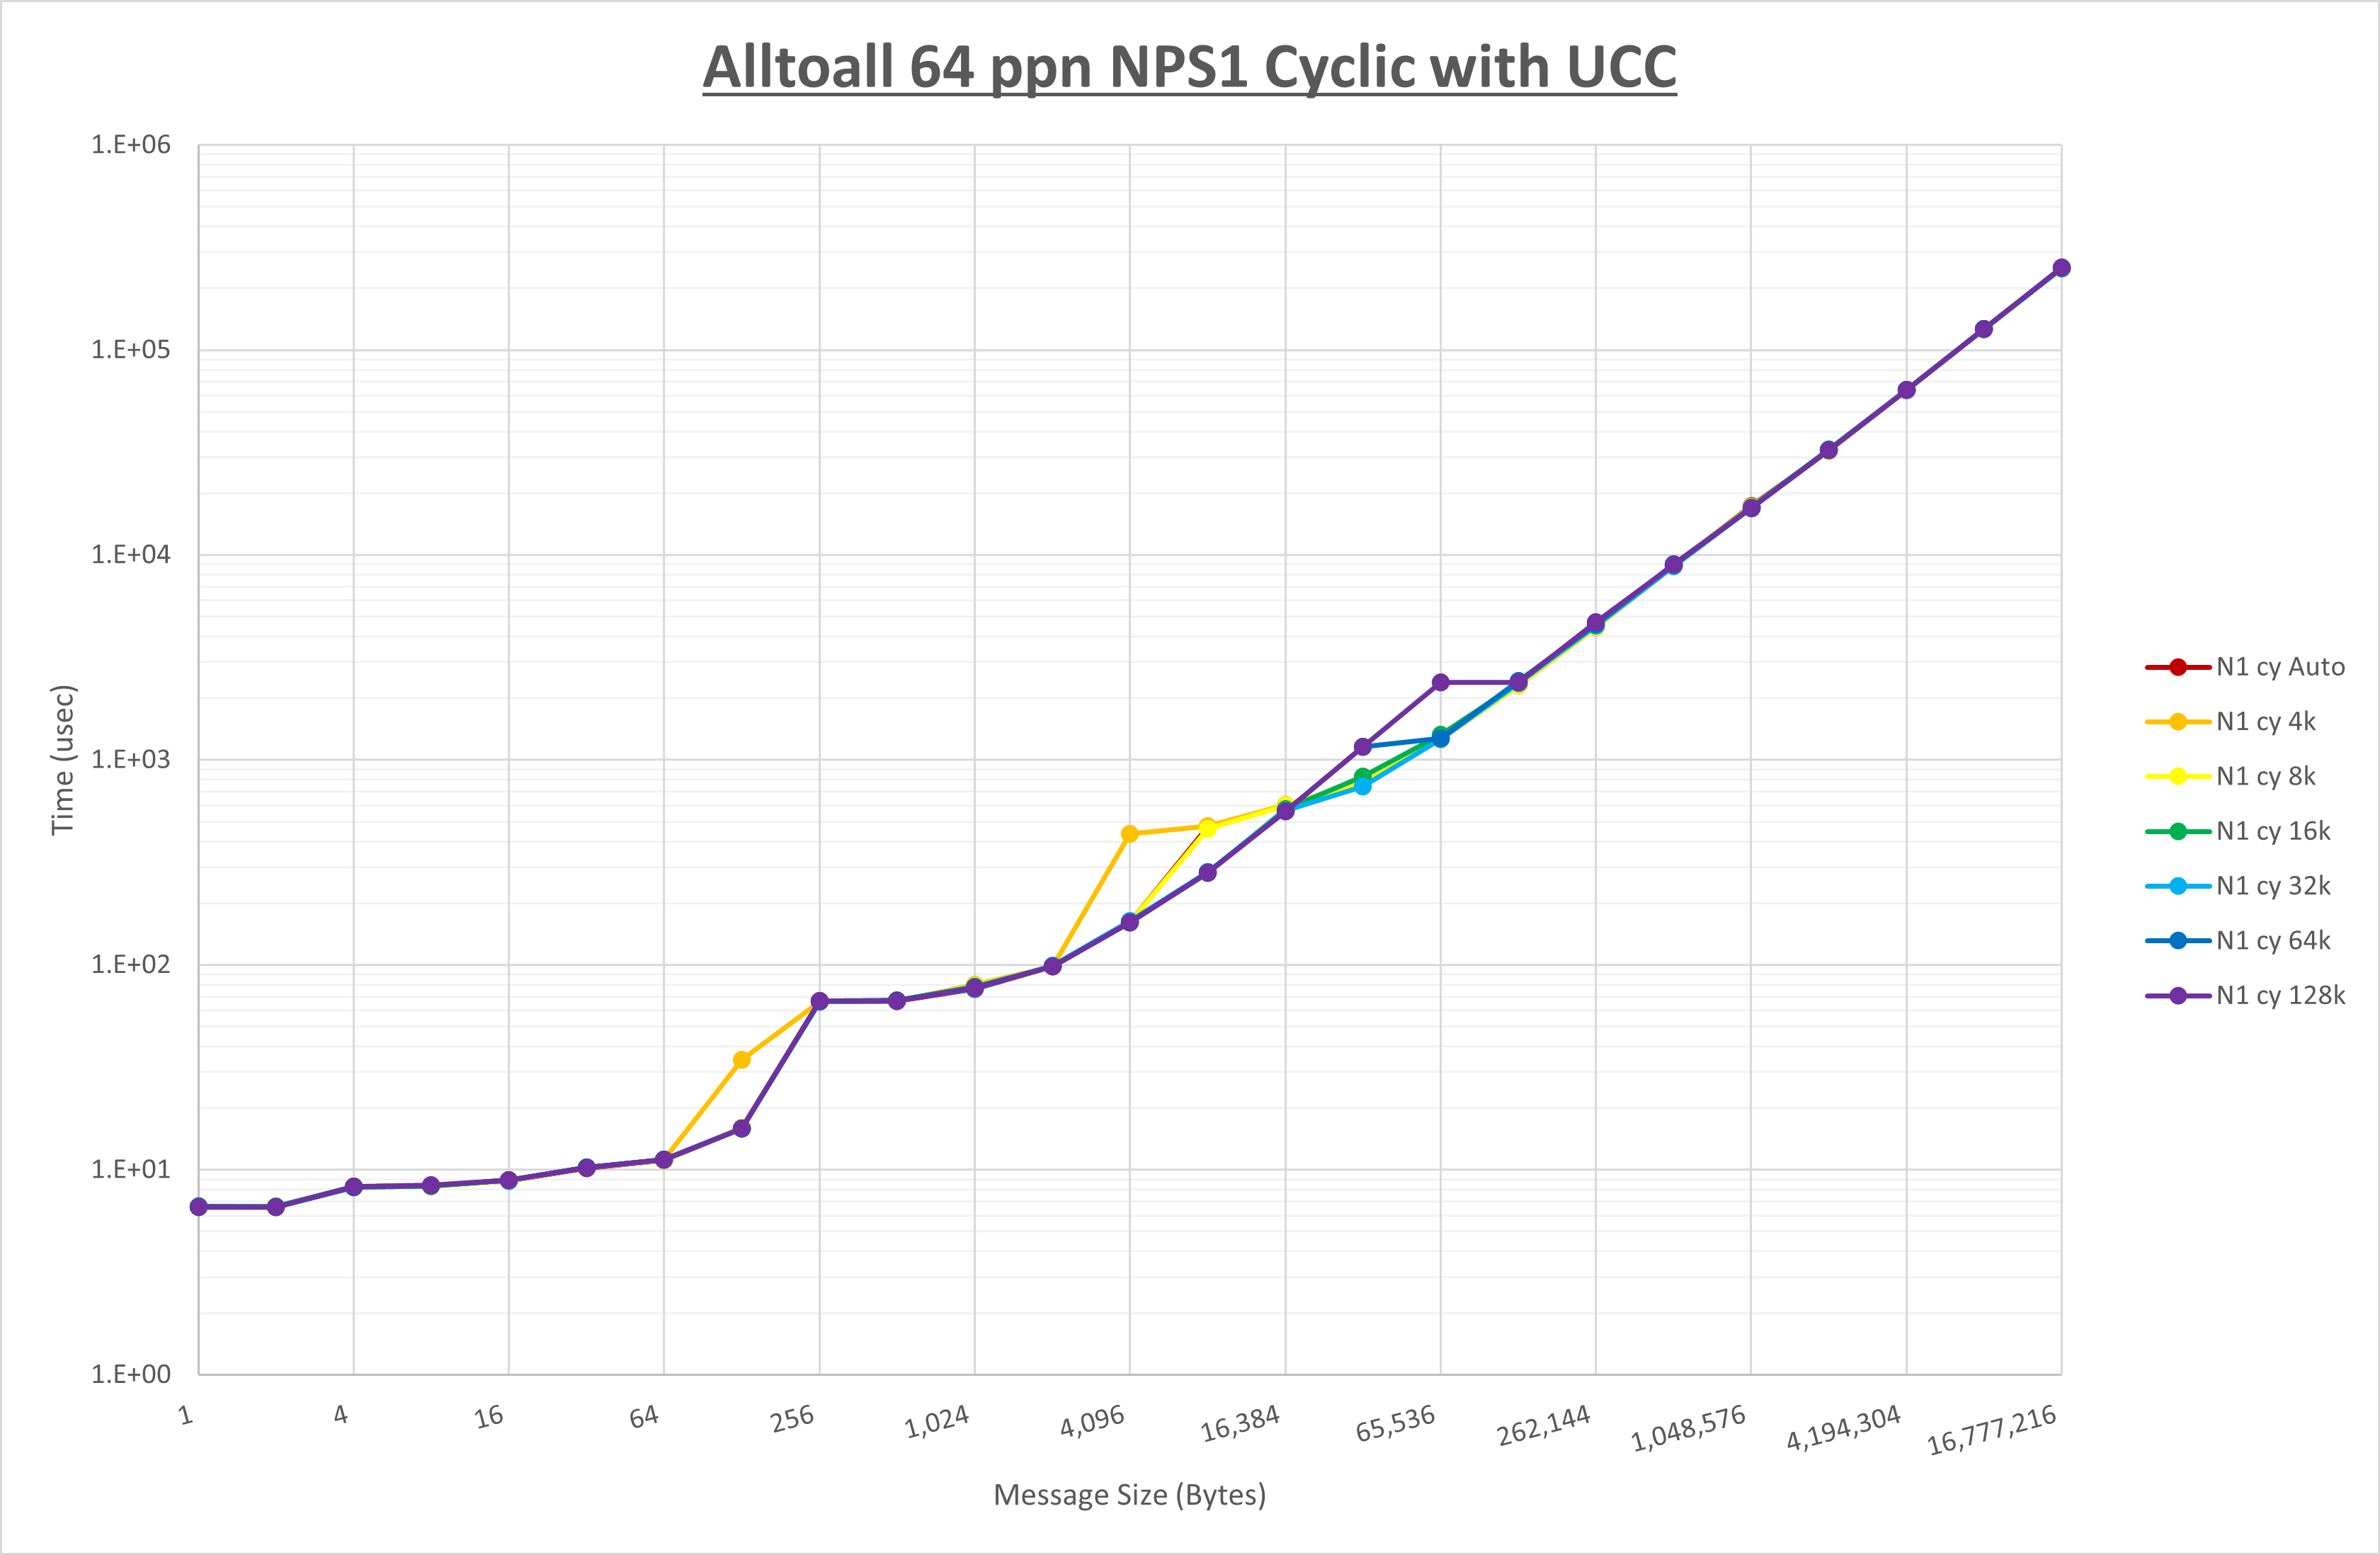 Alltoall 64 ppn NPS1 Cyclic with UCC
1.E+06
1.E+05
1.E+04
1.E+03
1.E+02
1.E+01
1.E+00
Time (usec)
1 4 16 64 256 1,024 4,096 16,384 65,536 262,144 1,048,576 4,194,304 16,777,216
Message Size (Bytes)
N1 cy Auto
N1 cy 4k
N1 cy 8k
N1 cy 16k
N1 cy 32k
N1 cy 64k
N1 cy 128k